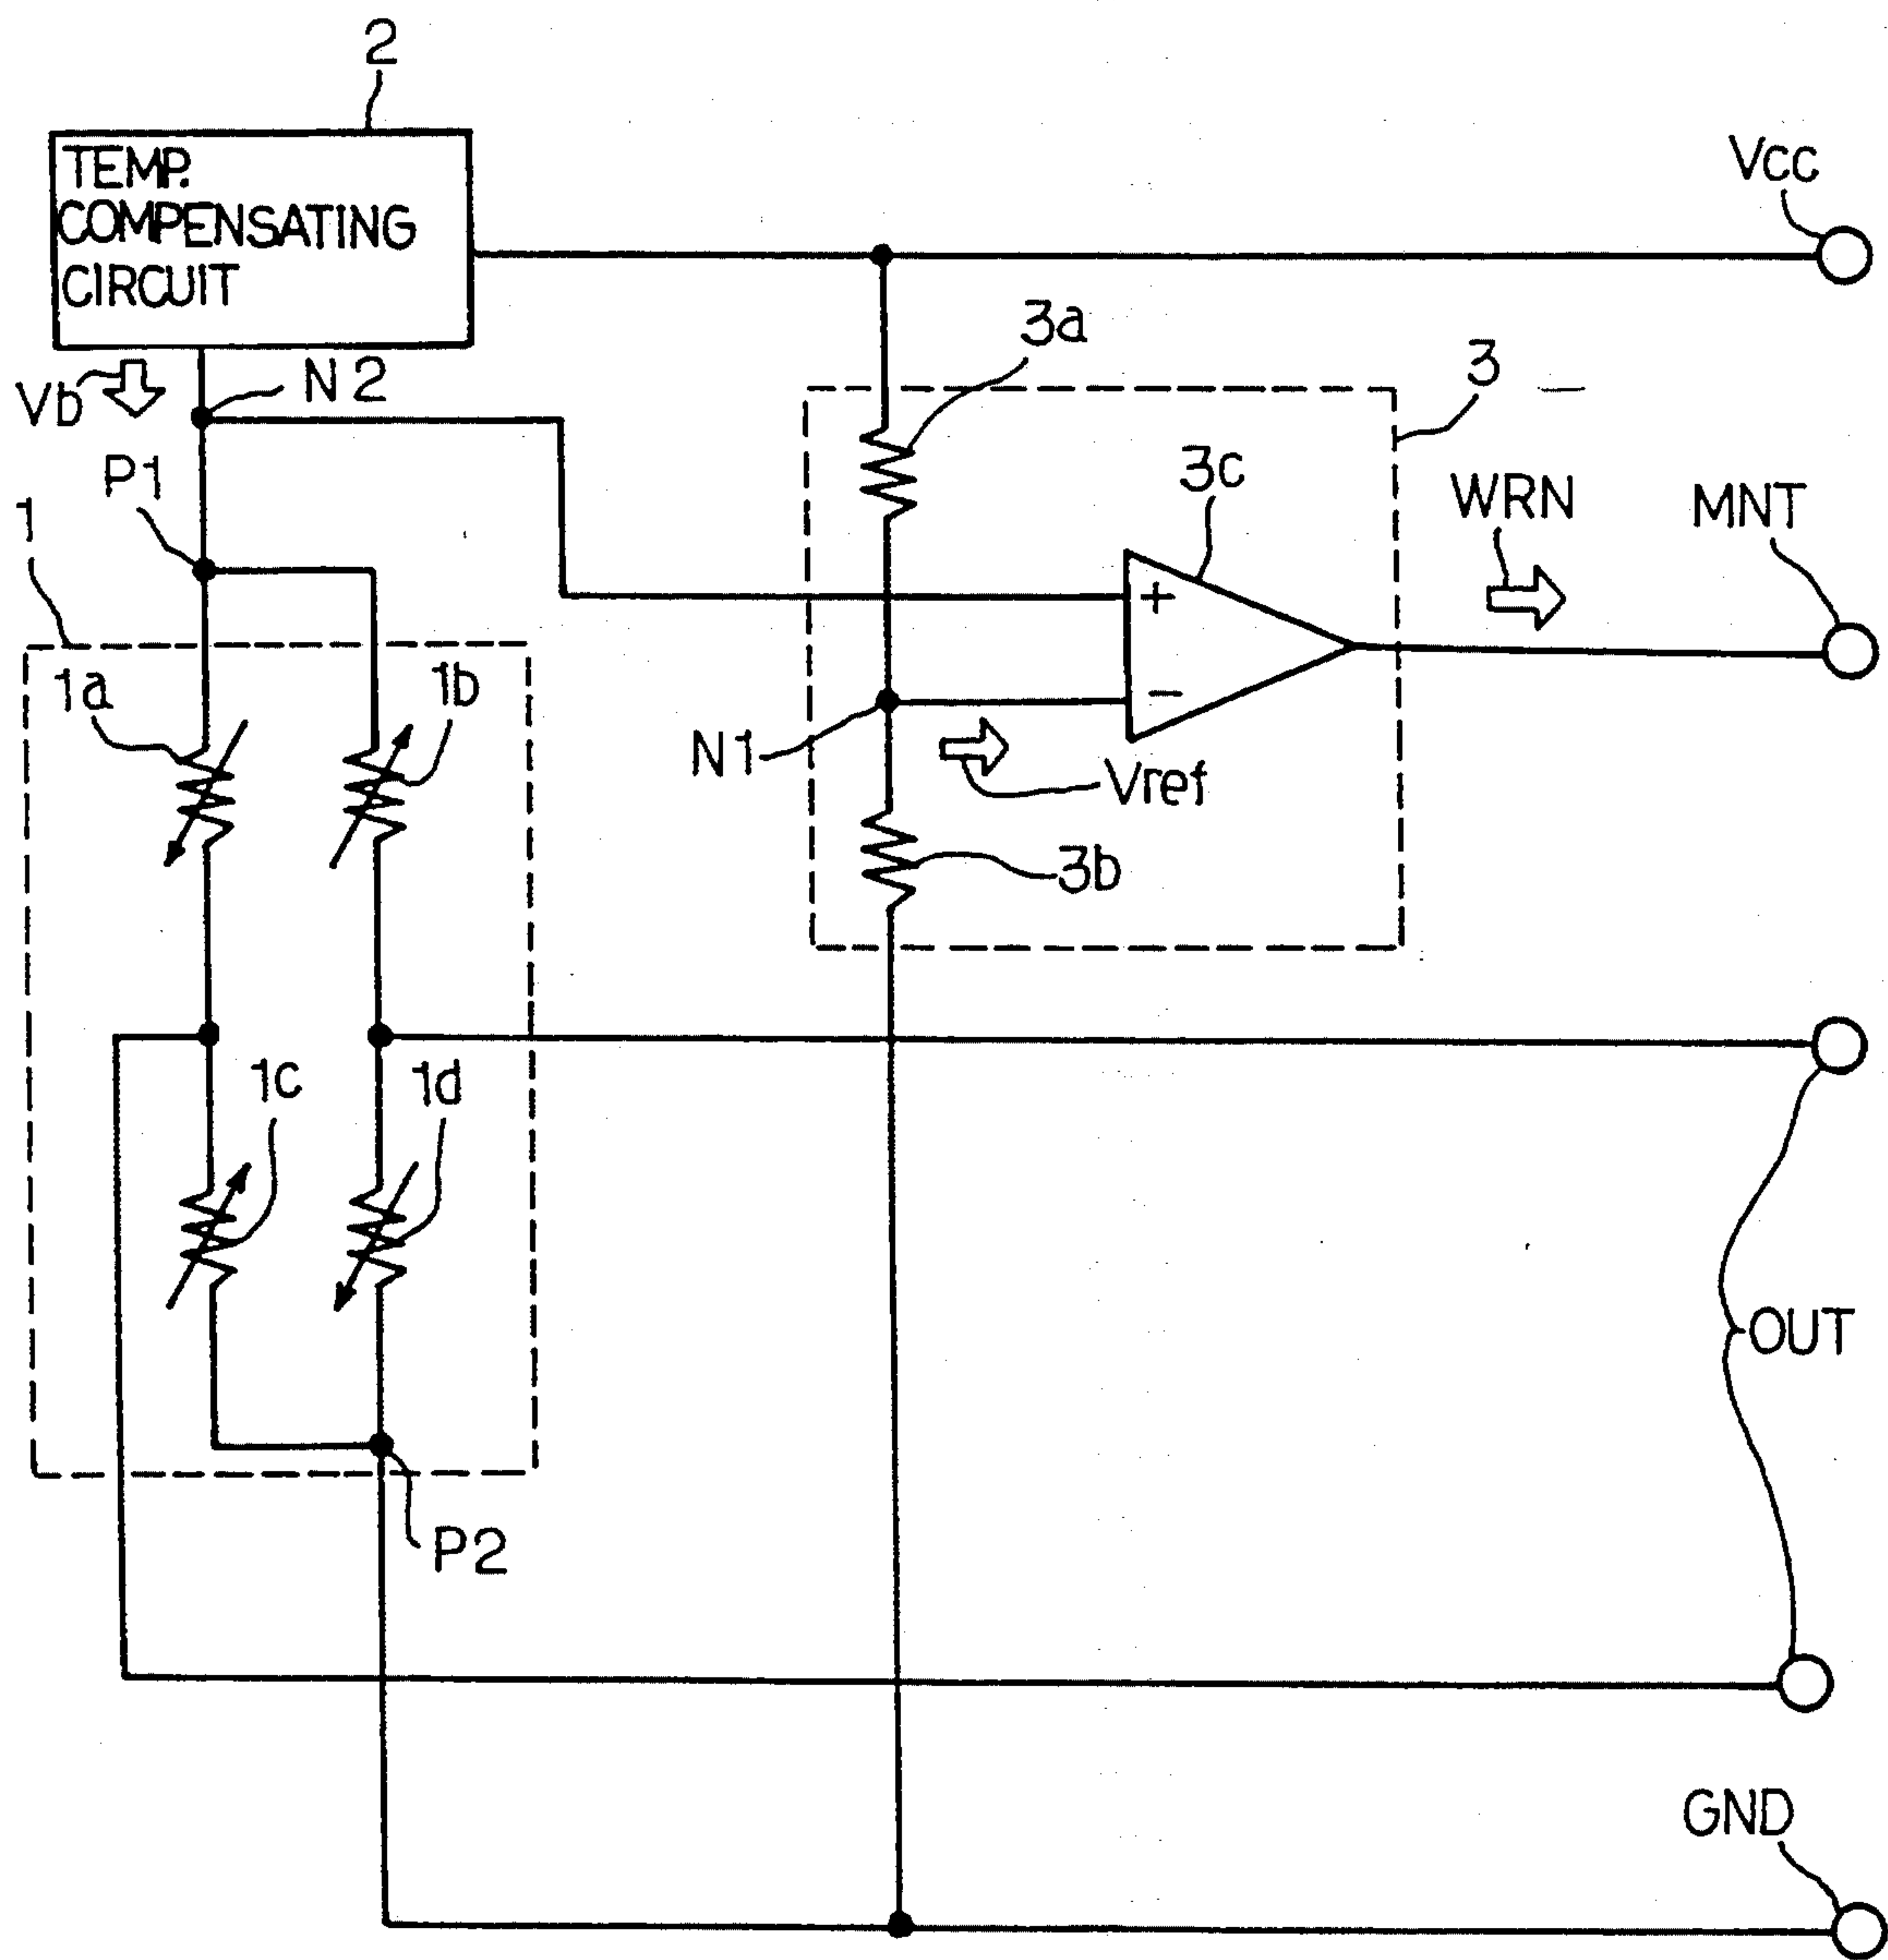 2
TEMP.
COMPENSATING
CIRCUIT
Vcc
3a
3
Vb
N2
P1
3c
WRN
MNT
1
1a
1b
+
−
N1
Vref
3b
1c
1d
OUT
P2
GND